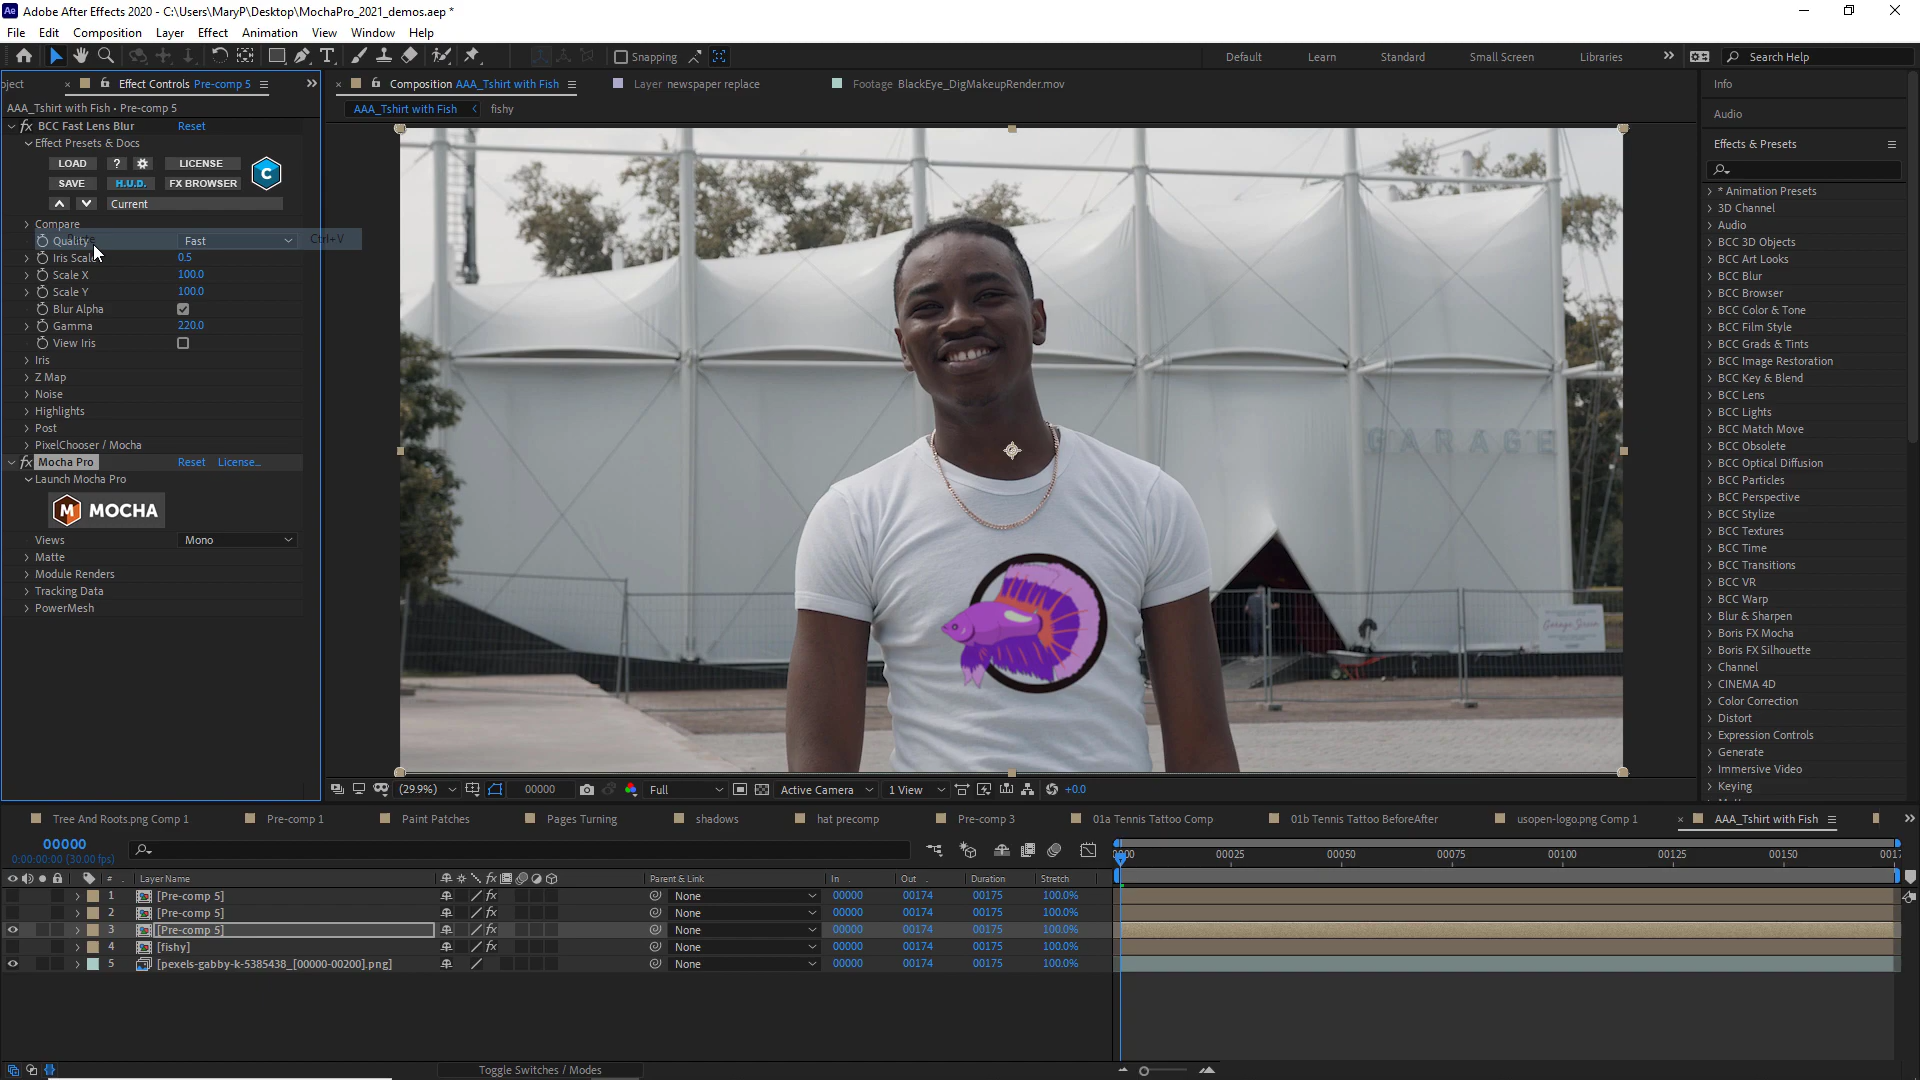 Adobe After Effects 2020 - C:\Users\MaryP\Desktop\MochaPro_2021_demos.aep *
File Edit Composition Layer Effect Animation View Window Help
Snapping
Default Learn Standard Small Screen Libraries
Search Help
oject
Effect Controls Pre-comp 5
AAA_Tshirt with Fish • Pre-comp 5
BCC Fast Lens Blur Reset
Effect Presets & Docs
LOAD ? LICENSE
SAVE H.U.D. FX BROWSER
Current
Compare
Quality Fast Ctrl+V
Iris Scale 0.5
Scale X 100.0
Scale Y 100.0
Blur Alpha
Gamma 220.0
View Iris
Iris
Z Map
Noise
Highlights
Post
PixelChooser / Mocha
Mocha Pro Reset License...
Launch Mocha Pro
MOCHA
Views Mono
Matte
Module Renders
Tracking Data
PowerMesh
Composition AAA_Tshirt with Fish
Layer newspaper replace
Footage BlackEye_DigMakeupRender.mov
AAA_Tshirt with Fish
fishy
GARAGE
(29.9%) 00000 Full Active Camera 1 View +0.0
Info
Audio
Effects & Presets
* Animation Presets
3D Channel
Audio
BCC 3D Objects
BCC Art Looks
BCC Blur
BCC Browser
BCC Color & Tone
BCC Film Style
BCC Grads & Tints
BCC Image Restoration
BCC Key & Blend
BCC Lens
BCC Lights
BCC Match Move
BCC Obsolete
BCC Optical Diffusion
BCC Particles
BCC Perspective
BCC Stylize
BCC Textures
BCC Time
BCC Transitions
BCC VR
BCC Warp
Blur & Sharpen
Boris FX Mocha
Boris FX Silhouette
Channel
CINEMA 4D
Color Correction
Distort
Expression Controls
Generate
Immersive Video
Keying
Tree And Roots.png Comp 1
Pre-comp 1
Paint Patches
Pages Turning
shadows
hat precomp
Pre-comp 3
01a Tennis Tattoo Comp
01b Tennis Tattoo BeforeAfter
usopen-logo.png Comp 1
AAA_Tshirt with Fish
00000
0:00:00:00 (30.00 fps)
0000 00025 00050 00075 00100 00125 00150 0017
# Layer Name Parent & Link In Out Duration Stretch
1 [Pre-comp 5] None 00000 00174 00175 100.0%
2 [Pre-comp 5] None 00000 00174 00175 100.0%
3 [Pre-comp 5] None 00000 00174 00175 100.0%
4 [fishy] None 00000 00174 00175 100.0%
5 [pexels-gabby-k-5385438_[00000-00200].png] None 00000 00174 00175 100.0%
Toggle Switches / Modes